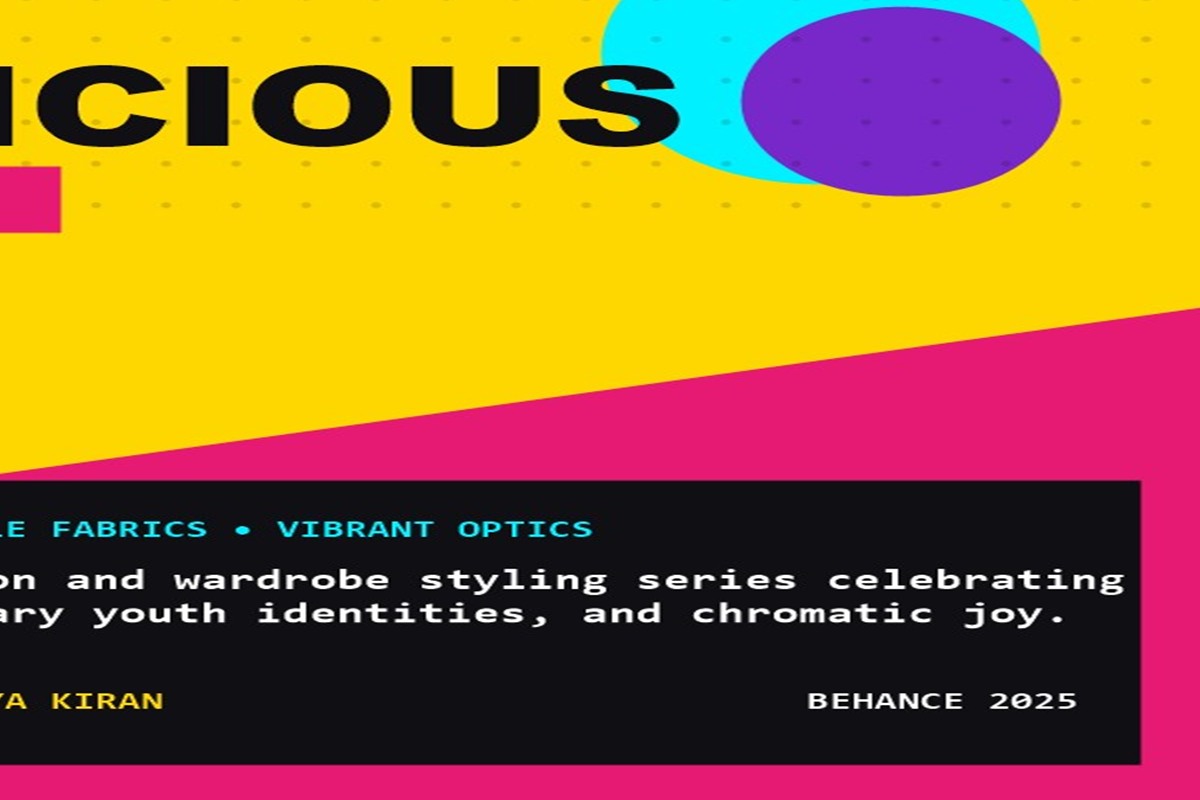 ICIOUS
LE FABRICS • VIBRANT OPTICS
on and wardrobe styling series celebrating
ary youth identities, and chromatic joy.
YA KIRAN
BEHANCE 2025